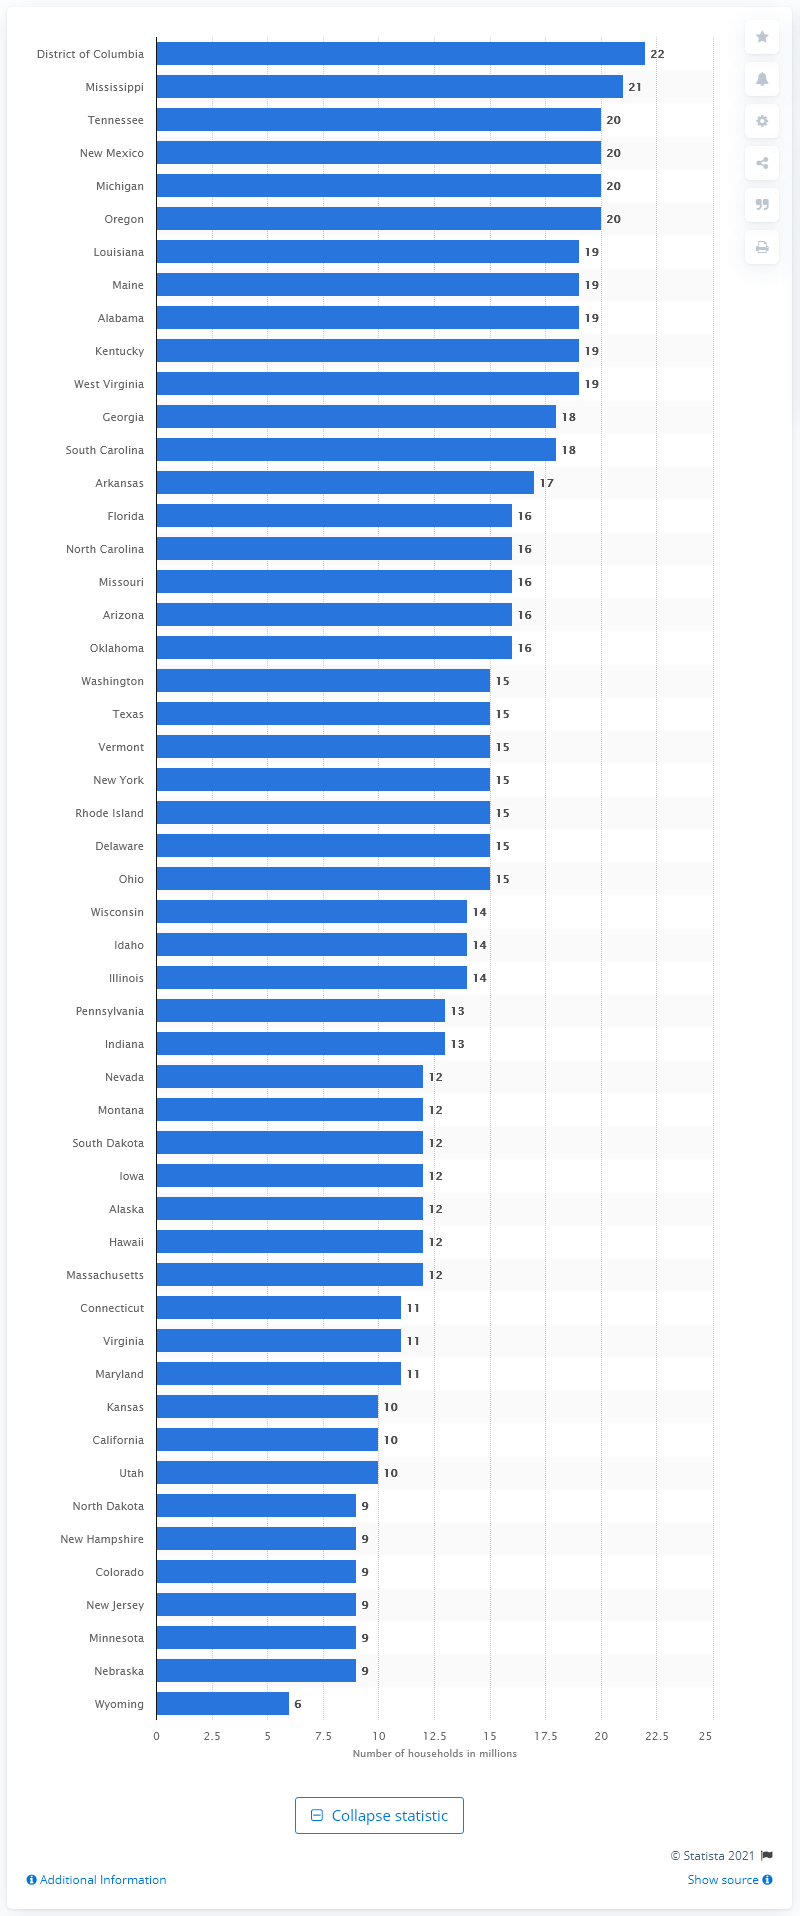 District of Columbia 22
Mississippi 21
Tennessee 20
New Mexico 20
Michigan 20
Oregon 20
Louisiana 19
Maine 19
Alabama 19
Kentucky 19
West Virginia 19
Georgia 18
South Carolina 18
Arkansas 17
Florida 16
North Carolina 16
Missouri 16
Arizona 16
Oklahoma 16
Washington 15
Texas 15
Vermont 15
New York 15
Rhode Island 15
Delaware 15
Ohio 15
Wisconsin 14
Idaho 14
Illinois 14
Pennsylvania 13
Indiana 13
Nevada 12
Montana 12
South Dakota 12
Iowa 12
Alaska 12
Hawaii 12
Massachusetts 12
Connecticut 11
Virginia 11
Maryland 11
Kansas 10
California 10
Utah 10
North Dakota 9
New Hampshire 9
Colorado 9
New Jersey 9
Minnesota 9
Nebraska 9
Wyoming 6
0 2.5 5 7.5 10 12.5 15 17.5 20 22.5 25
Number of households in millions
Collapse statistic
© Statista 2021
Additional Information Show source